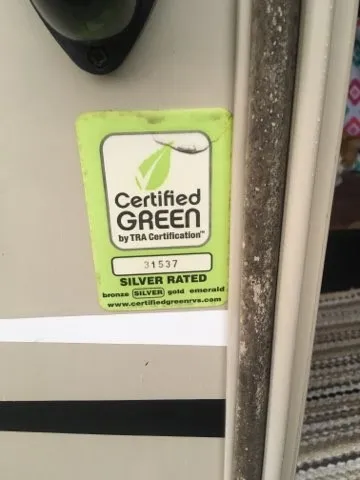 Certified
GREEN
by TRA Certification™
31537
SILVER RATED
bronze SILVER gold emerald
www.certifiedgreenrvs.com